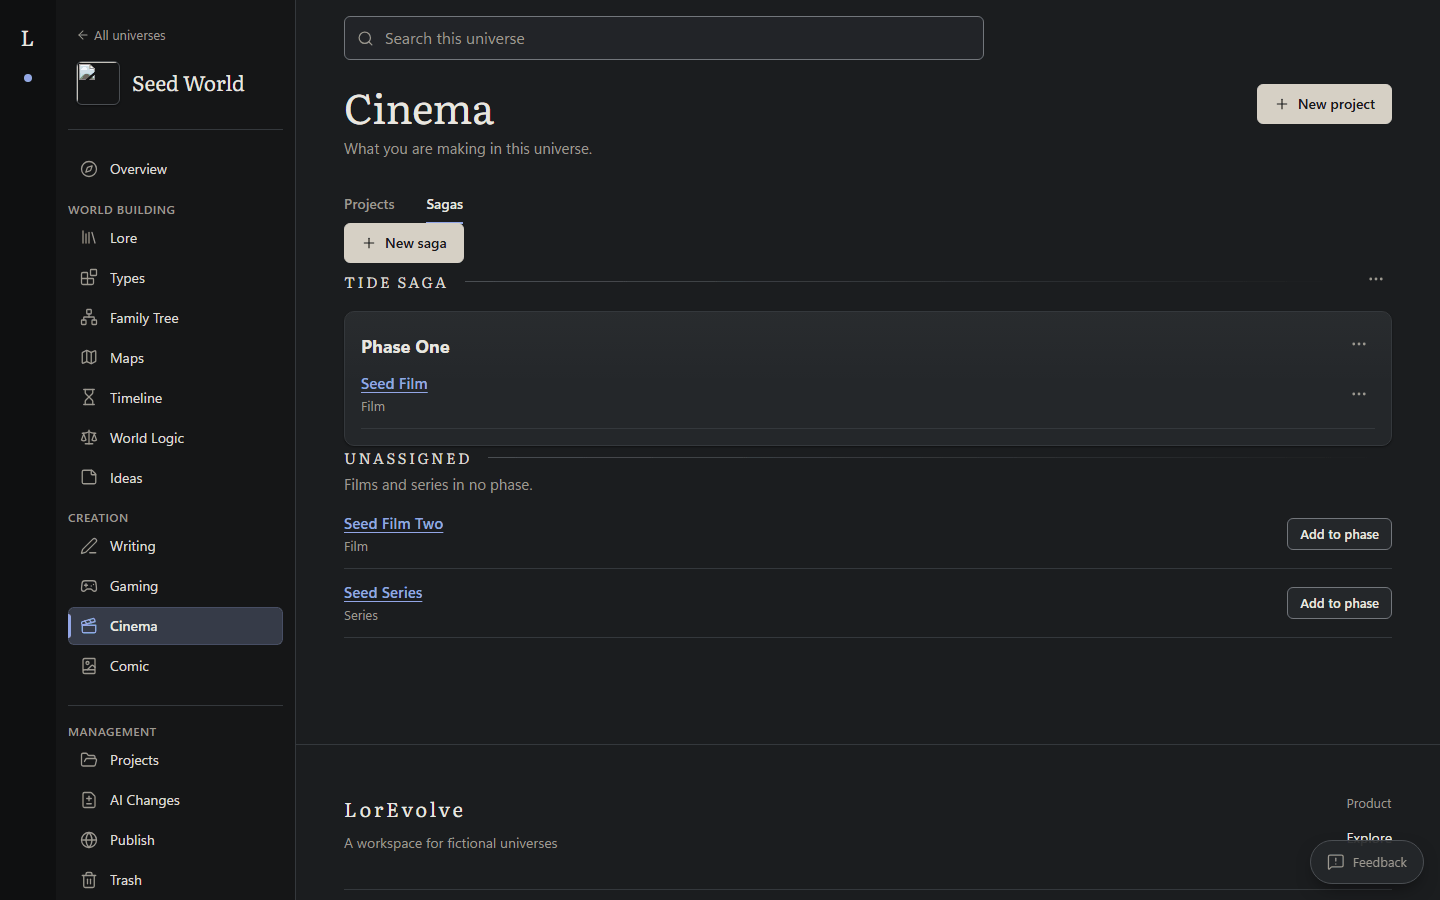 L
All universes
Seed World
Overview
WORLD BUILDING
Lore
Types
Family Tree
Maps
Timeline
World Logic
Ideas
CREATION
Writing
Gaming
Cinema
Comic
MANAGEMENT
Projects
AI Changes
Publish
Trash
Search this universe
Cinema
New project
What you are making in this universe.
Projects Sagas
New saga
TIDE SAGA
Phase One
Seed Film
Film
UNASSIGNED
Films and series in no phase.
Seed Film Two
Film
Add to phase
Seed Series
Series
Add to phase
LorEvolve
A workspace for fictional universes
Product
Explore
Feedback